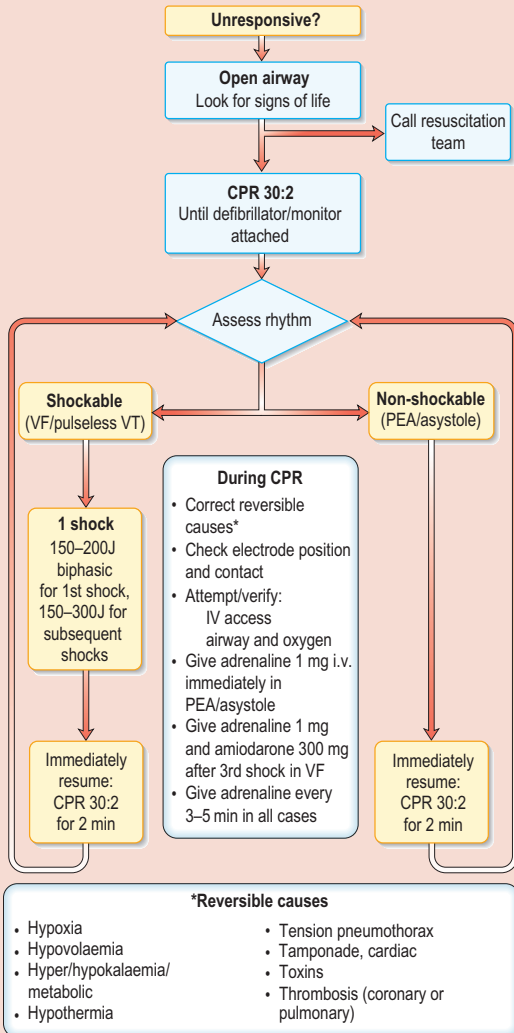 Unresponsive?
Open airway
Look for signs of life
Call resuscitation
team
CPR 30:2
Until defibrillator/monitor
attached
Assess rhythm
Shockable
(VF/pulseless VT)
Non-shockable
(PEA/asystole)
1 shock
150–200J
biphasic
for 1st shock,
150–300J for
subsequent
shocks
Immediately
resume:
CPR 30:2
for 2 min
During CPR
• Correct reversible
causes*
• Check electrode position
and contact
• Attempt/verify:
IV access
airway and oxygen
• Give adrenaline 1 mg i.v.
immediately in
PEA/asystole
• Give adrenaline 1 mg
and amiodarone 300 mg
after 3rd shock in VF
• Give adrenaline every
3–5 min in all cases
Immediately
resume:
CPR 30:2
for 2 min
*Reversible causes
• Hypoxia
• Hypovolaemia
• Hyper/hypokalaemia/
metabolic
• Hypothermia
• Tension pneumothorax
• Tamponade, cardiac
• Toxins
• Thrombosis (coronary or
pulmonary)